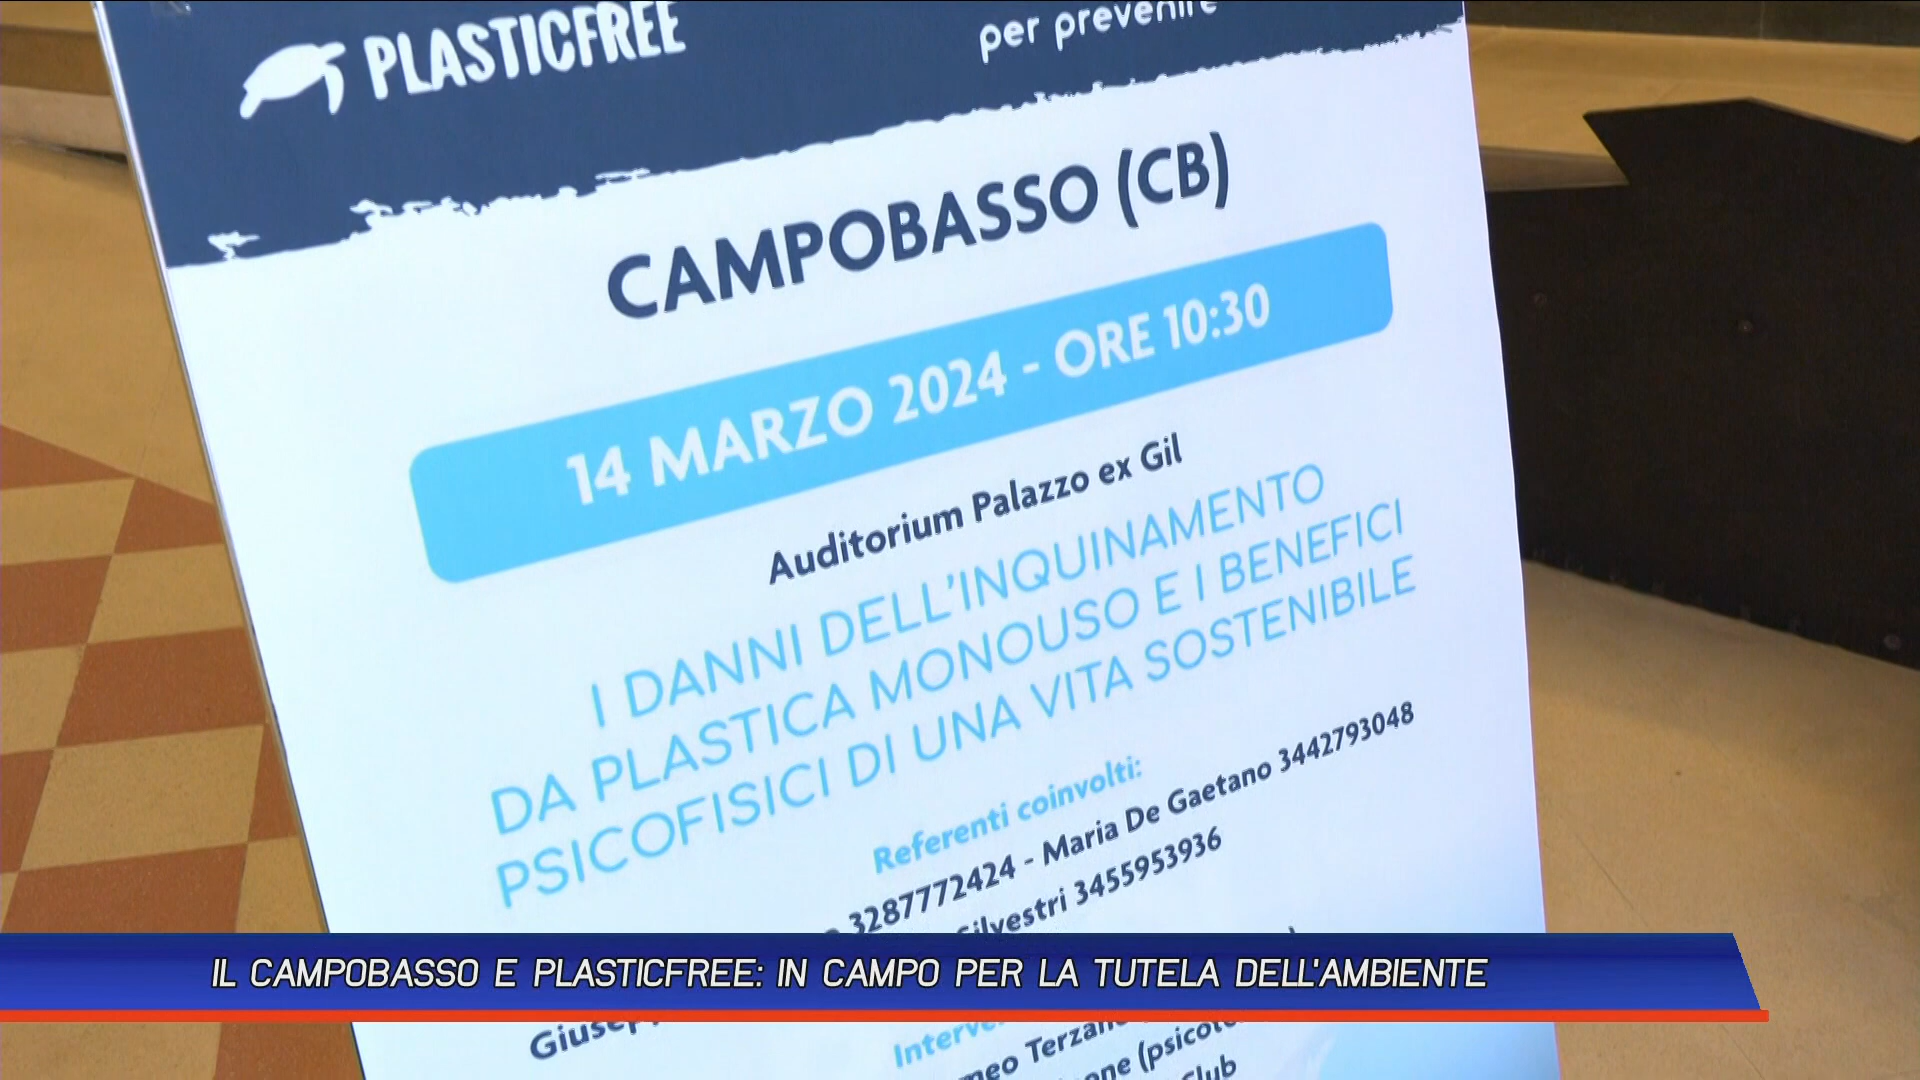 PLASTICFREE
per prevenire
CAMPOBASSO (CB)
14 MARZO 2024 - ORE 10:30
Auditorium Palazzo ex Gil
I DANNI DELL'INQUINAMENTO
DA PLASTICA MONOUSO E I BENEFICI
PSICOFISICI DI UNA VITA SOSTENIBILE
Referenti coinvolti:
3287772424 - Maria De Gaetano 3442793048
Silvestri 3455953936
IL CAMPOBASSO E PLASTICFREE: IN CAMPO PER LA TUTELA DELL'AMBIENTE
Terzano
Club